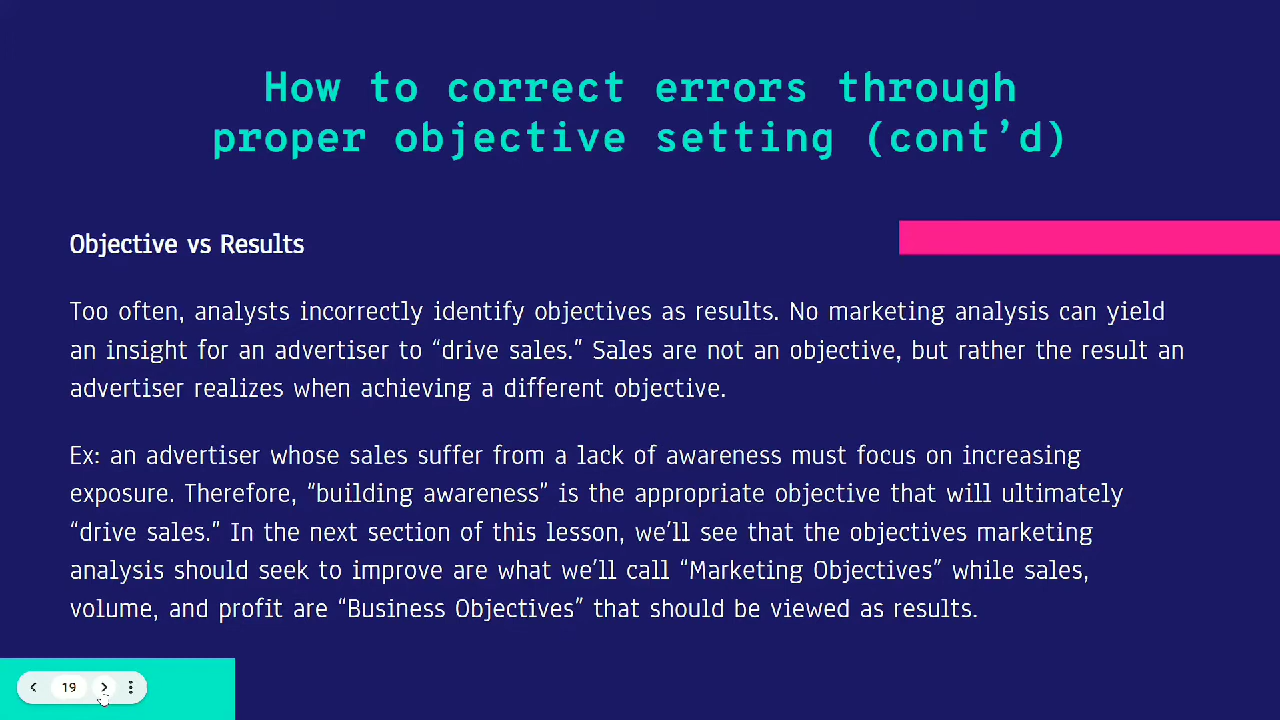 How to correct errors through
proper objective setting (cont’d)
Objective vs Results
Too often, analysts incorrectly identify objectives as results. No marketing analysis can yield
an insight for an advertiser to “drive sales.” Sales are not an objective, but rather the result an
advertiser realizes when achieving a different objective.
Ex: an advertiser whose sales suffer from a lack of awareness must focus on increasing
exposure. Therefore, “building awareness” is the appropriate objective that will ultimately
“drive sales.” In the next section of this lesson, we’ll see that the objectives marketing
analysis should seek to improve are what we’ll call “Marketing Objectives” while sales,
volume, and profit are “Business Objectives” that should be viewed as results.
19